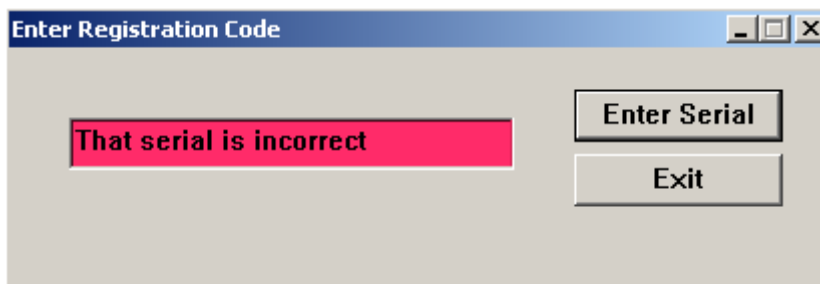 Enter Registration Code
That serial is incorrect
Enter Serial
Exit